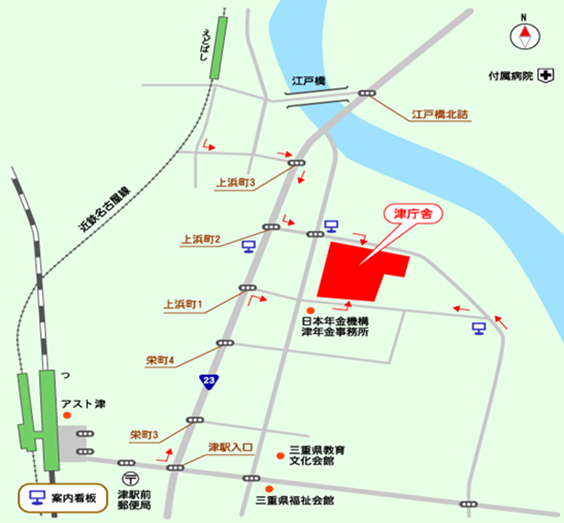 えどばし
N
付属病院
江戸橋
江戸橋北詰
近鉄名古屋線
上浜町3
津庁舎
上浜町2
上浜町1
日本年金機構
津年金事務所
栄町4
23
つ
アスト津
栄町3
津駅入口
三重県教育
文化会館
案内看板
津駅前
郵便局
三重県福祉会館